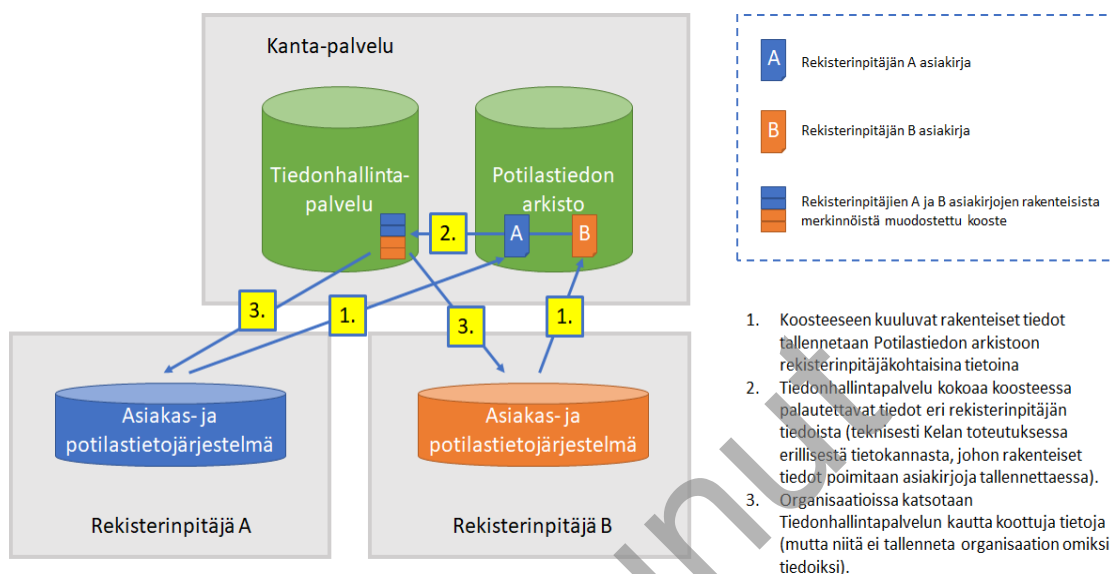 Kanta-palvelu
Tiedonhallinta-
palvelu
Potilastiedon
arkisto
A
B
2.
3.
1.
3.
1.
Asiakas- ja
potilastietojärjestelmä
Asiakas- ja
potilastietojärjestelmä
Rekisterinpitäjä A
Rekisterinpitäjä B
A
Rekisterinpitäjän A asiakirja
B
Rekisterinpitäjän B asiakirja
Rekisterinpitäjien A ja B asiakirjojen rakenteisista
merkinnöistä muodostettu kooste
1. Koosteeseen kuuluvat rakenteiset tiedot
tallennetaan Potilastiedon arkistoon
rekisterinpitäjäkohtaisina tietoina
2. Tiedonhallintapalvelu kokoaa koosteessa
palautettavat tiedot eri rekisterinpitäjän
tiedoista (teknisesti Kelan toteutuksessa
erillisestä tietokannasta, johon rakenteiset
tiedot poimitaan asiakirjoja tallennettaessa).
3. Organisaatioissa katsotaan
Tiedonhallintapalvelun kautta koottuja tietoja
(mutta niitä ei tallenneta organisaation omiksi
tiedoiksi).